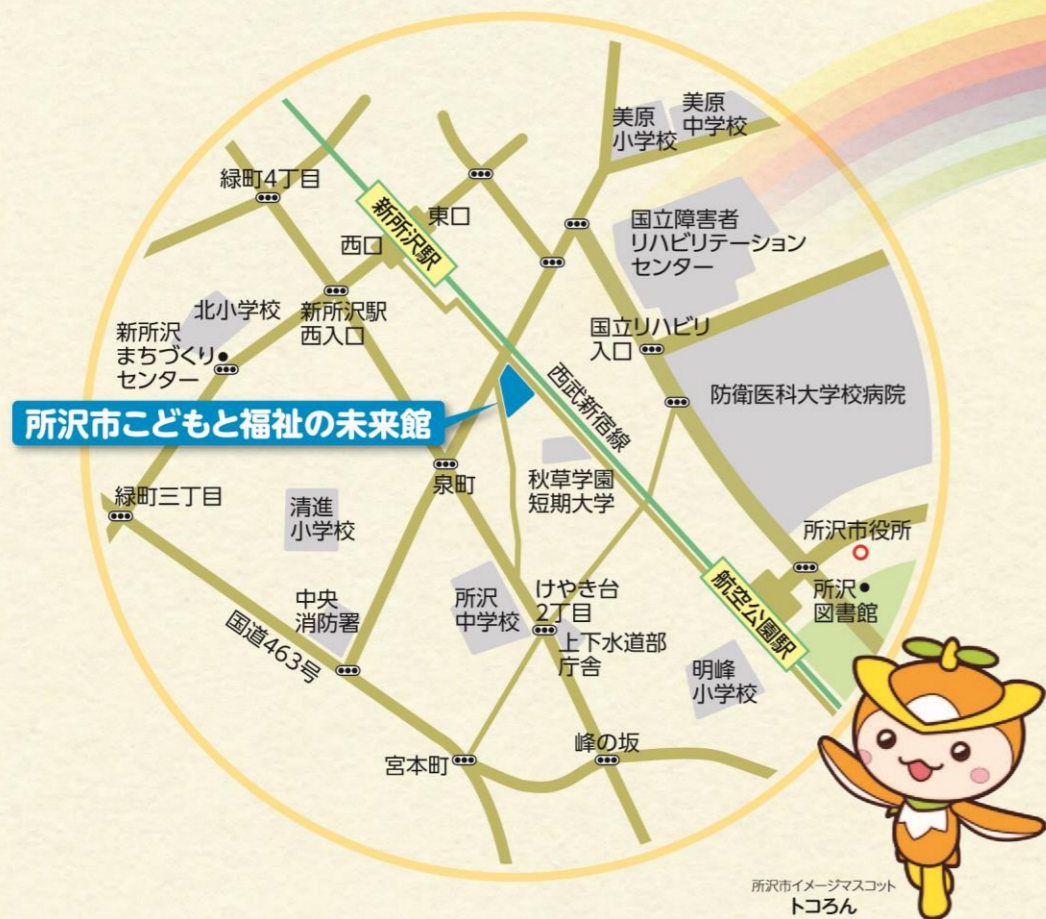 美原
小学校
美原
中学校
緑町4丁目
新所沢駅
東口
西口
国立障害者
リハビリテーション
センター
北小学校
新所沢駅
西入口
新所沢
まちづくり
センター
国立リハビリ
入口
西武新宿線
防衛医科大学校病院
所沢市こどもと福祉の未来館
泉町
秋草学園
短期大学
緑町三丁目
清進
小学校
所沢市役所
航空公園駅
所沢
図書館
中央
消防署
所沢
中学校
けやき台
2丁目
上下水道部
庁舎
国道463号
明峰
小学校
宮本町
峰の坂
所沢市イメージマスコット
トコろん